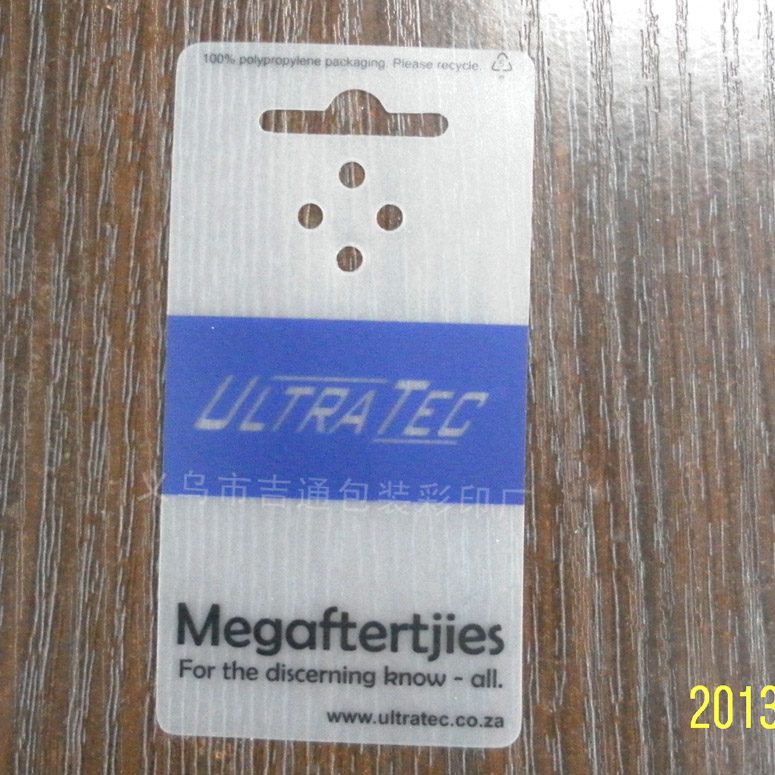 100% polypropylene packaging. Please recycle.
ULTRATEC
义乌市吉通包装彩印厂
Megaftertjies
For the discerning know - all.
www.ultratec.co.za
2013